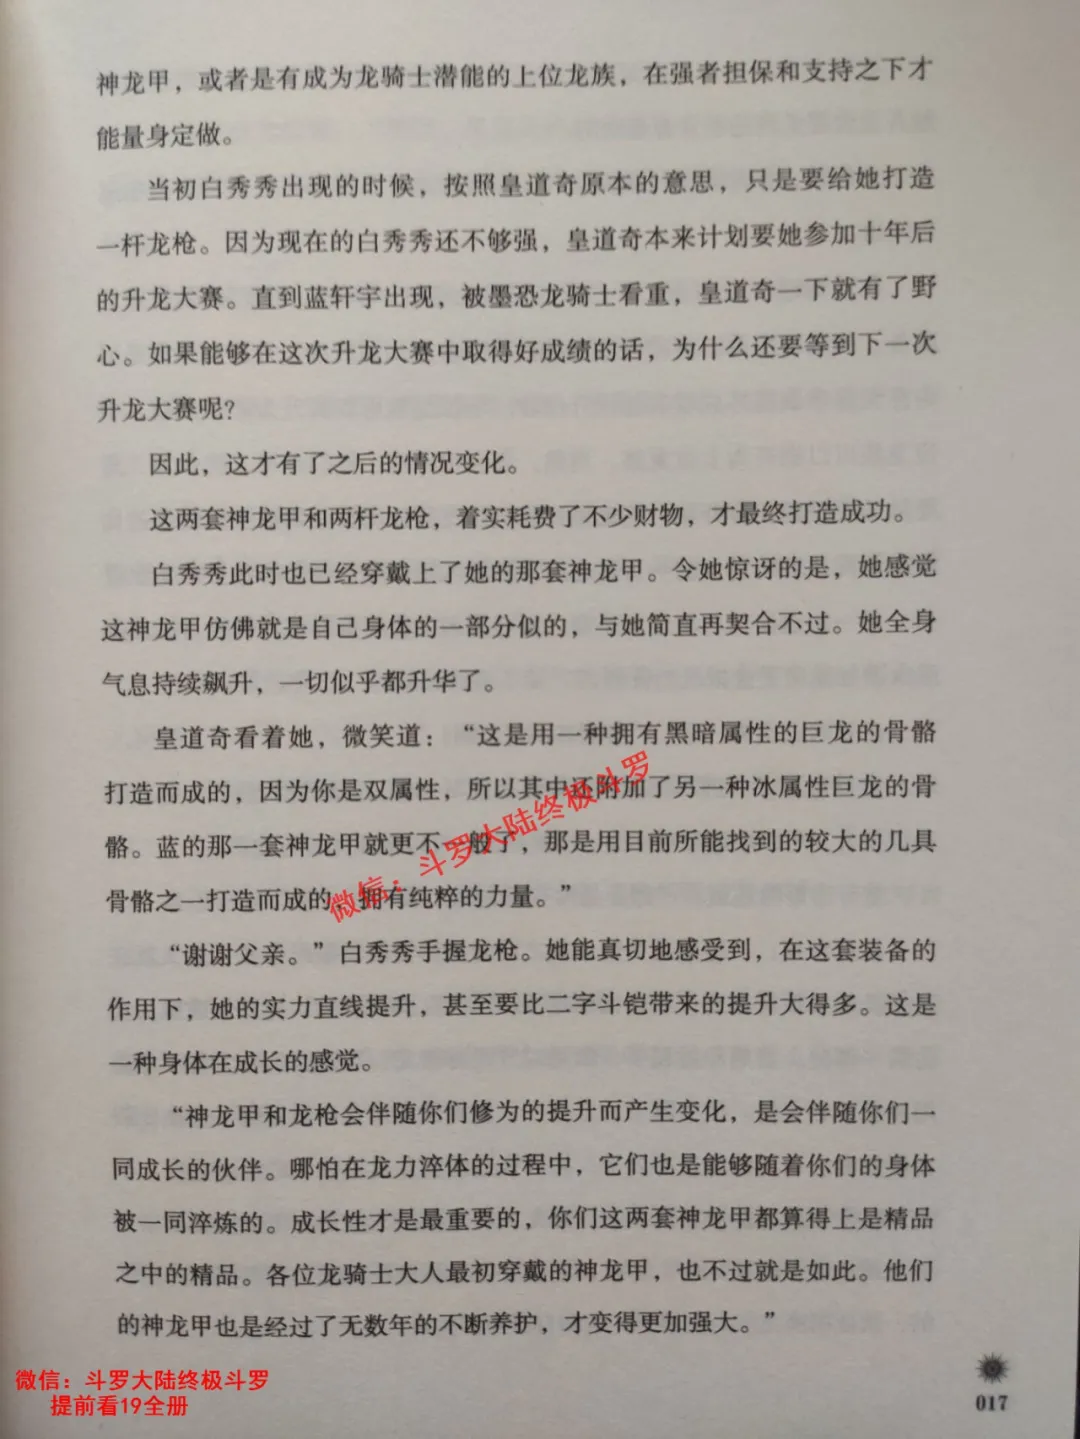 神龙甲，或者是有成为龙骑士潜能的上位龙族，在强者担保和支持之下才
能量身定做。
当初白秀秀出现的时候，按照皇道奇原本的意思，只是要给她打造
一杆龙枪。因为现在的白秀秀还不够强，皇道奇本来计划要她参加十年后
的升龙大赛。直到蓝轩宇出现，被墨恐龙骑士看重，皇道奇一下就有了野
心。如果能够在这次升龙大赛中取得好成绩的话，为什么还要等到下一次
升龙大赛呢?
因此，这才有了之后的情况变化。
这两套神龙甲和两杆龙枪，着实耗费了不少财物，才最终打造成功。
白秀秀此时也已经穿戴上了她的那套神龙甲。令她惊讶的是，她感觉
这神龙甲仿佛就是自己身体的一部分似的，与她简直再契合不过。她全身
气息持续飙升，一切似乎都升华了。
皇道奇看着她，微笑道：“这是用一种拥有黑暗属性的巨龙的骨骼
打造而成的，因为你是双属性，所以其中还附加了另一种冰属性巨龙的骨
骼。蓝的那一套神龙甲就更不一般了，那是用目前所能找到的较大的几具
骨骼之一打造而成的，拥有纯粹的力量。”
“谢谢父亲。”白秀秀手握龙枪。她能真切地感受到，在这套装备的
作用下，她的实力直线提升，甚至要比二字斗铠带来的提升大得多。这是
一种身体在成长的感觉。
“神龙甲和龙枪会伴随你们修为的提升而产生变化，是会伴随你们一
同成长的伙伴。哪怕在龙力淬体的过程中，它们也是能够随着你们的身体
被一同淬炼的。成长性才是最重要的，你们这两套神龙甲都算得上是精品
之中的精品。各位龙骑士大人最初穿戴的神龙甲，也不过就是如此。他们
的神龙甲也是经过了无数年的不断养护，才变得更加强大。”
微信：斗罗大陆终极斗罗
微信：斗罗大陆终极斗罗
提前看19全册
017